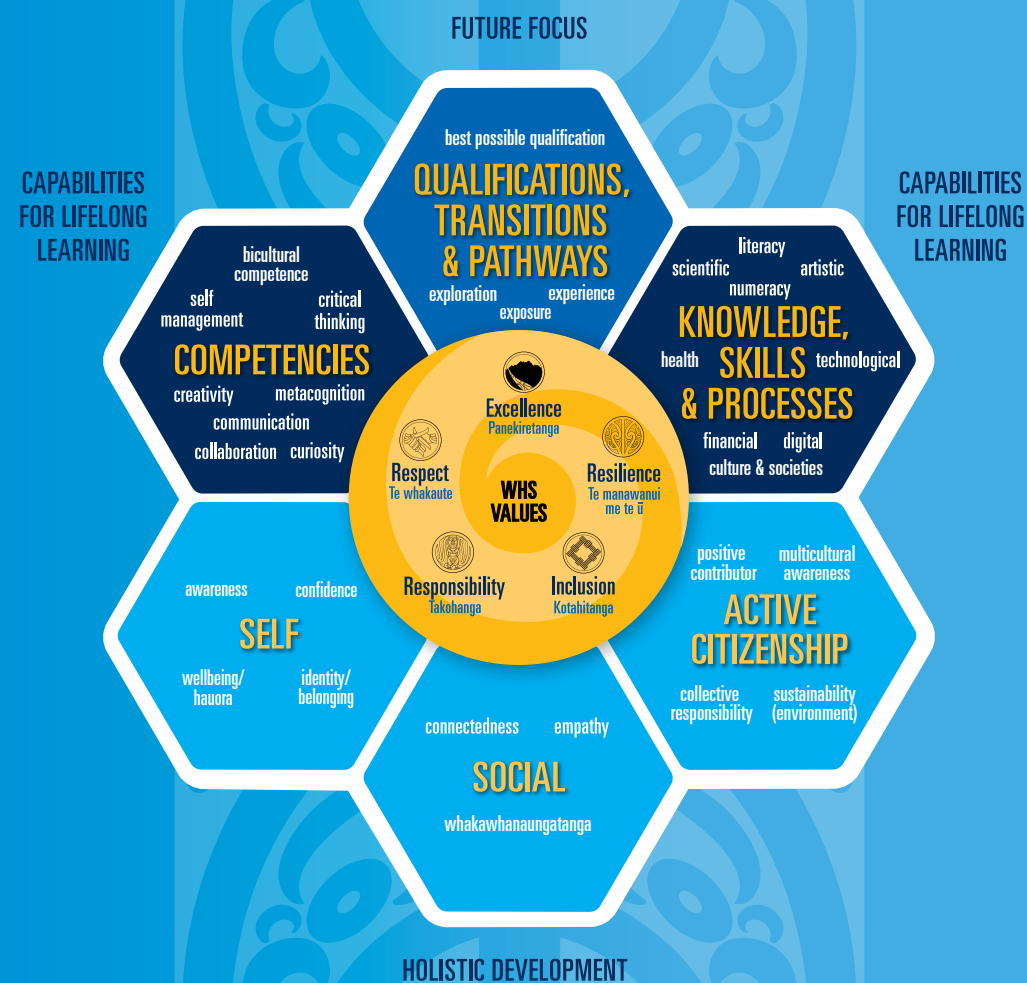 FUTURE FOCUS
CAPABILITIES
FOR LIFELONG
LEARNING
CAPABILITIES
FOR LIFELONG
LEARNING
best possible qualification
QUALIFICATIONS,
TRANSITIONS
& PATHWAYS
exploration
experience
exposure
bicultural
competence
self
management
critical
thinking
COMPETENCIES
creativity
metacognition
communication
collaboration
curiosity
literacy
scientific
artistic
numeracy
KNOWLEDGE,
health
SKILLS
technological
& PROCESSES
financial
digital
culture & societies
Excellence
Panekiretanga
Respect
Te whakaute
Resilience
Te manawanui
me te ū
WHS
VALUES
Responsibility
Takohanga
Inclusion
Kotahitanga
awareness
confidence
SELF
wellbeing/
hauora
identity/
belonging
positive
contributor
multicultural
awareness
ACTIVE
CITIZENSHIP
collective
responsibility
sustainability
(environment)
connectedness
empathy
SOCIAL
whakawhanaungatanga
HOLISTIC DEVELOPMENT